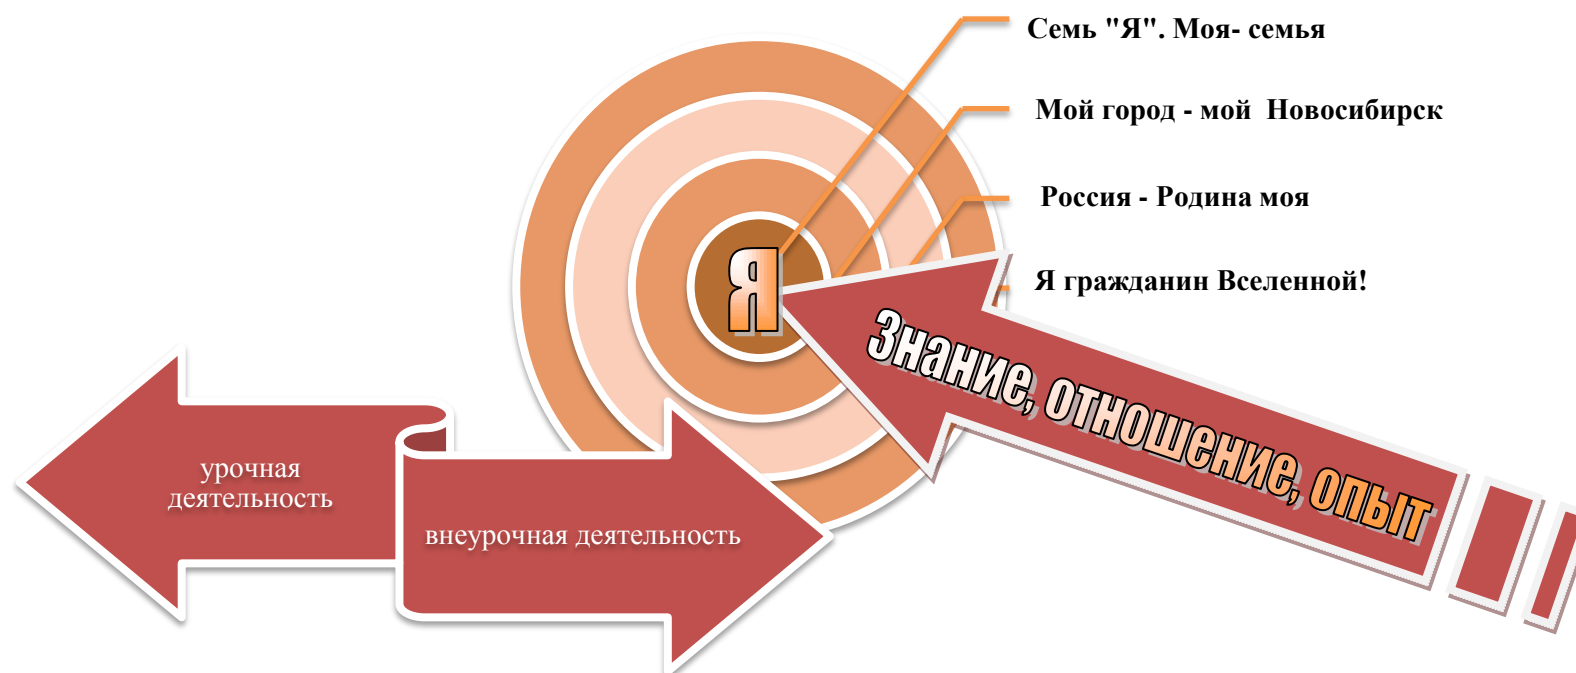 Семь "Я". Моя- семья
Мой город - мой  Новосибирск
Россия - Родина моя
Я гражданин Вселенной!
Я
Знание, отношение, опыт
урочная
деятельность
внеурочная деятельность